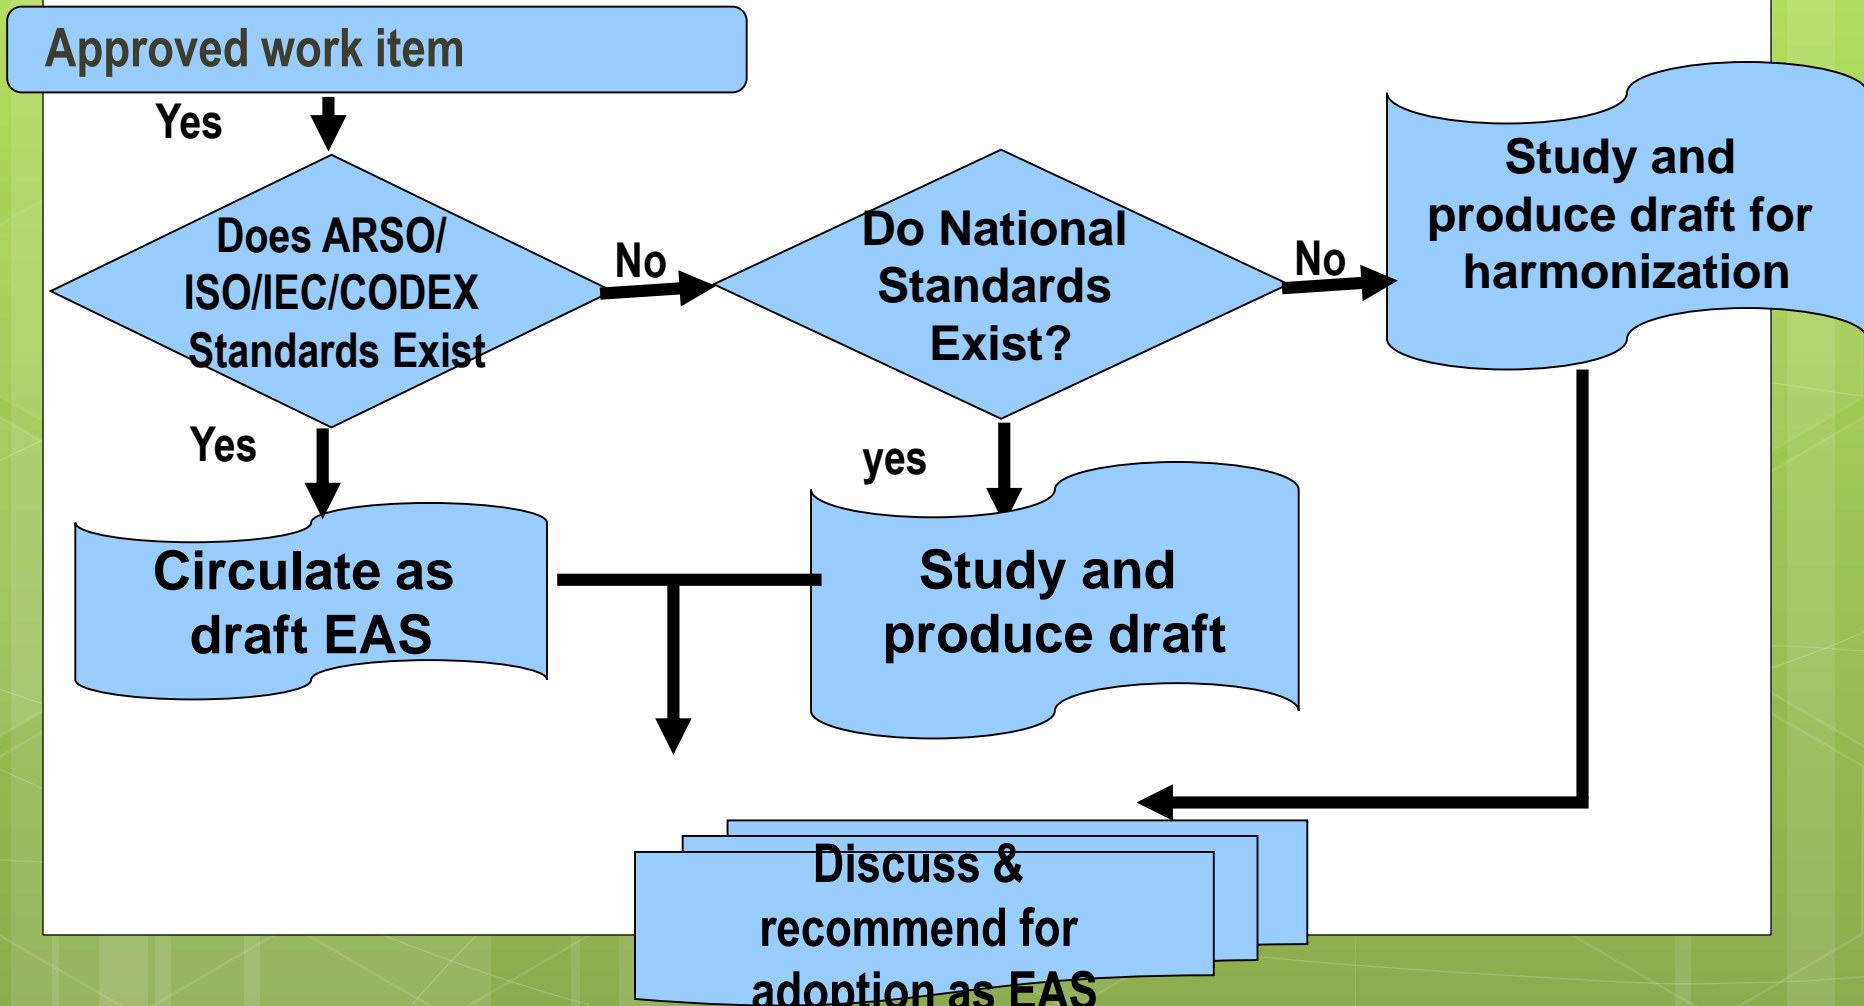 Approved work item
Yes
Does ARSO/
ISO/IEC/CODEX
Standards Exist
No
Do National
Standards
Exist?
No
Study and
produce draft for
harmonization
Yes
yes
Circulate as
draft EAS
Study and
produce draft
Discuss &
recommend for
adoption as EAS